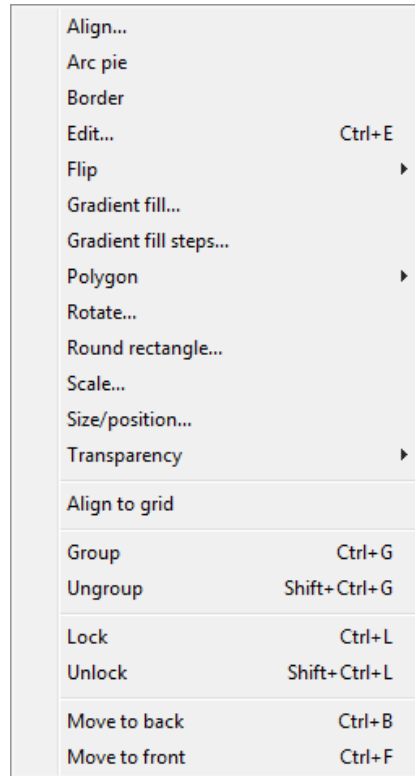 Align...
Arc pie
Border
Edit... Ctrl+E
Flip
Gradient fill...
Gradient fill steps...
Polygon
Rotate...
Round rectangle...
Scale...
Size/position...
Transparency
Align to grid
Group Ctrl+G
Ungroup Shift+Ctrl+G
Lock Ctrl+L
Unlock Shift+Ctrl+L
Move to back Ctrl+B
Move to front Ctrl+F